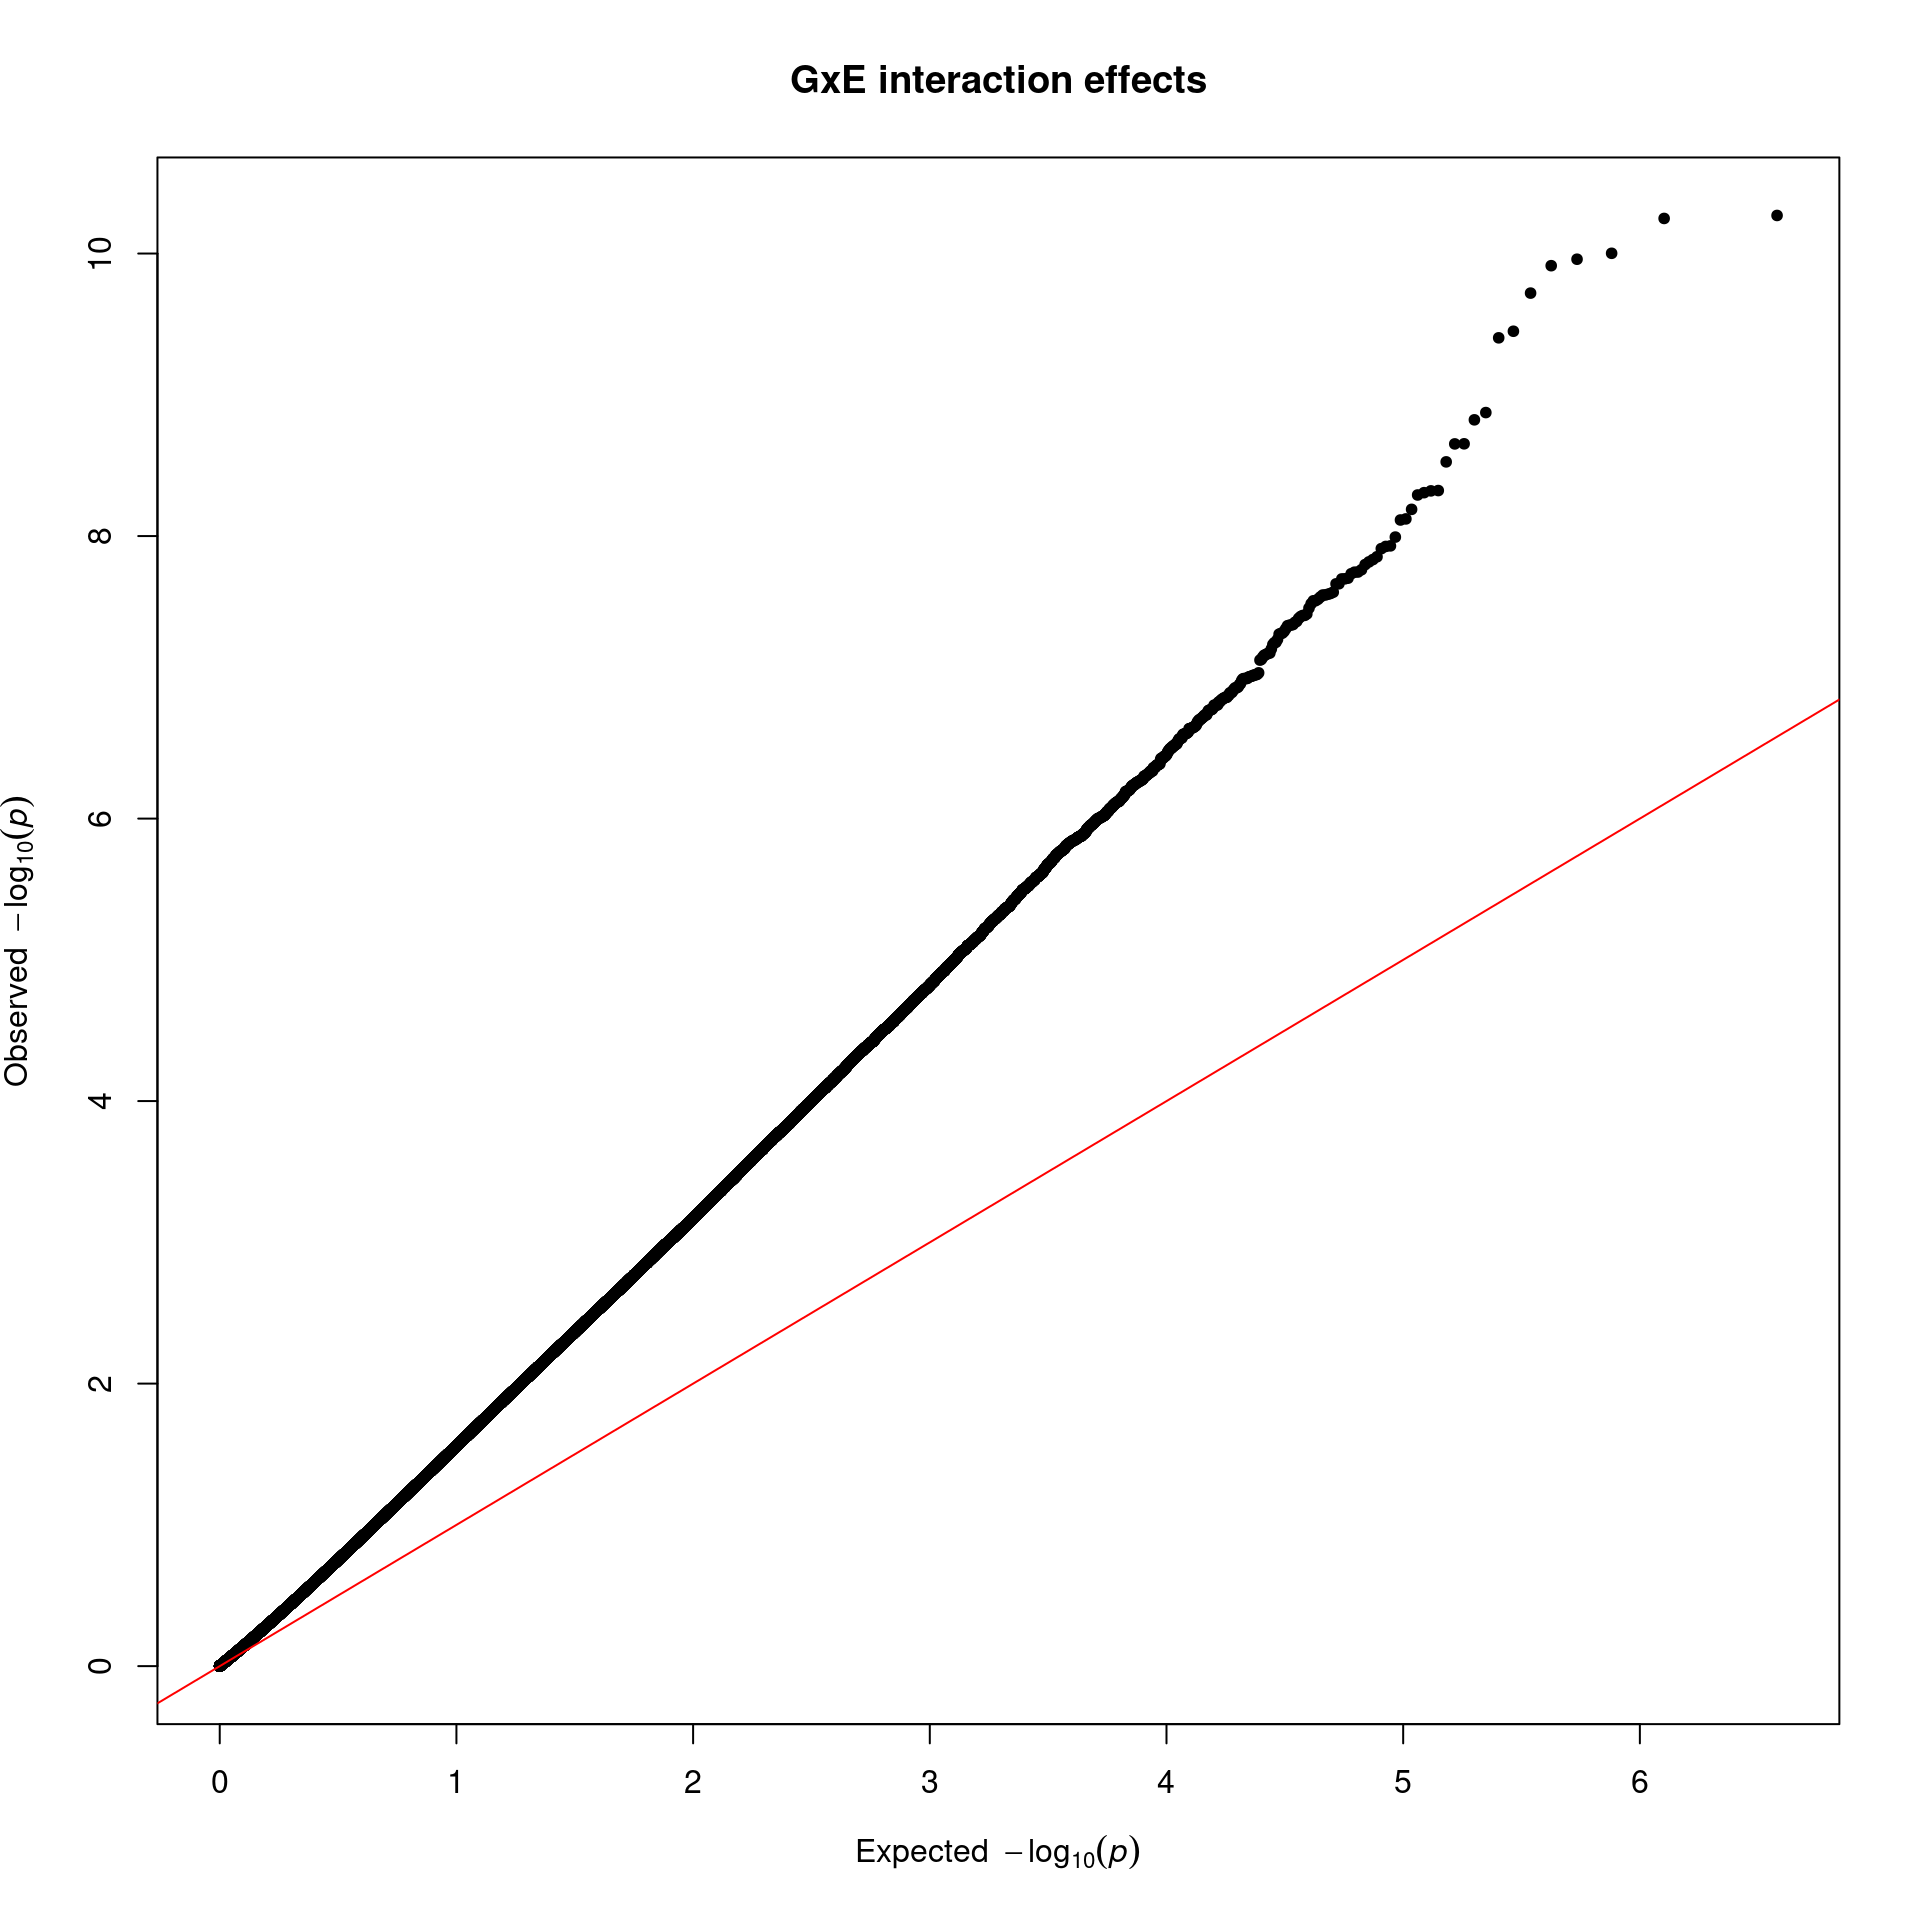 GxE interaction effects
Observed −log₁₀(p)
10
8
6
4
2
0
0 1 2 3 4 5 6
Expected −log₁₀(p)